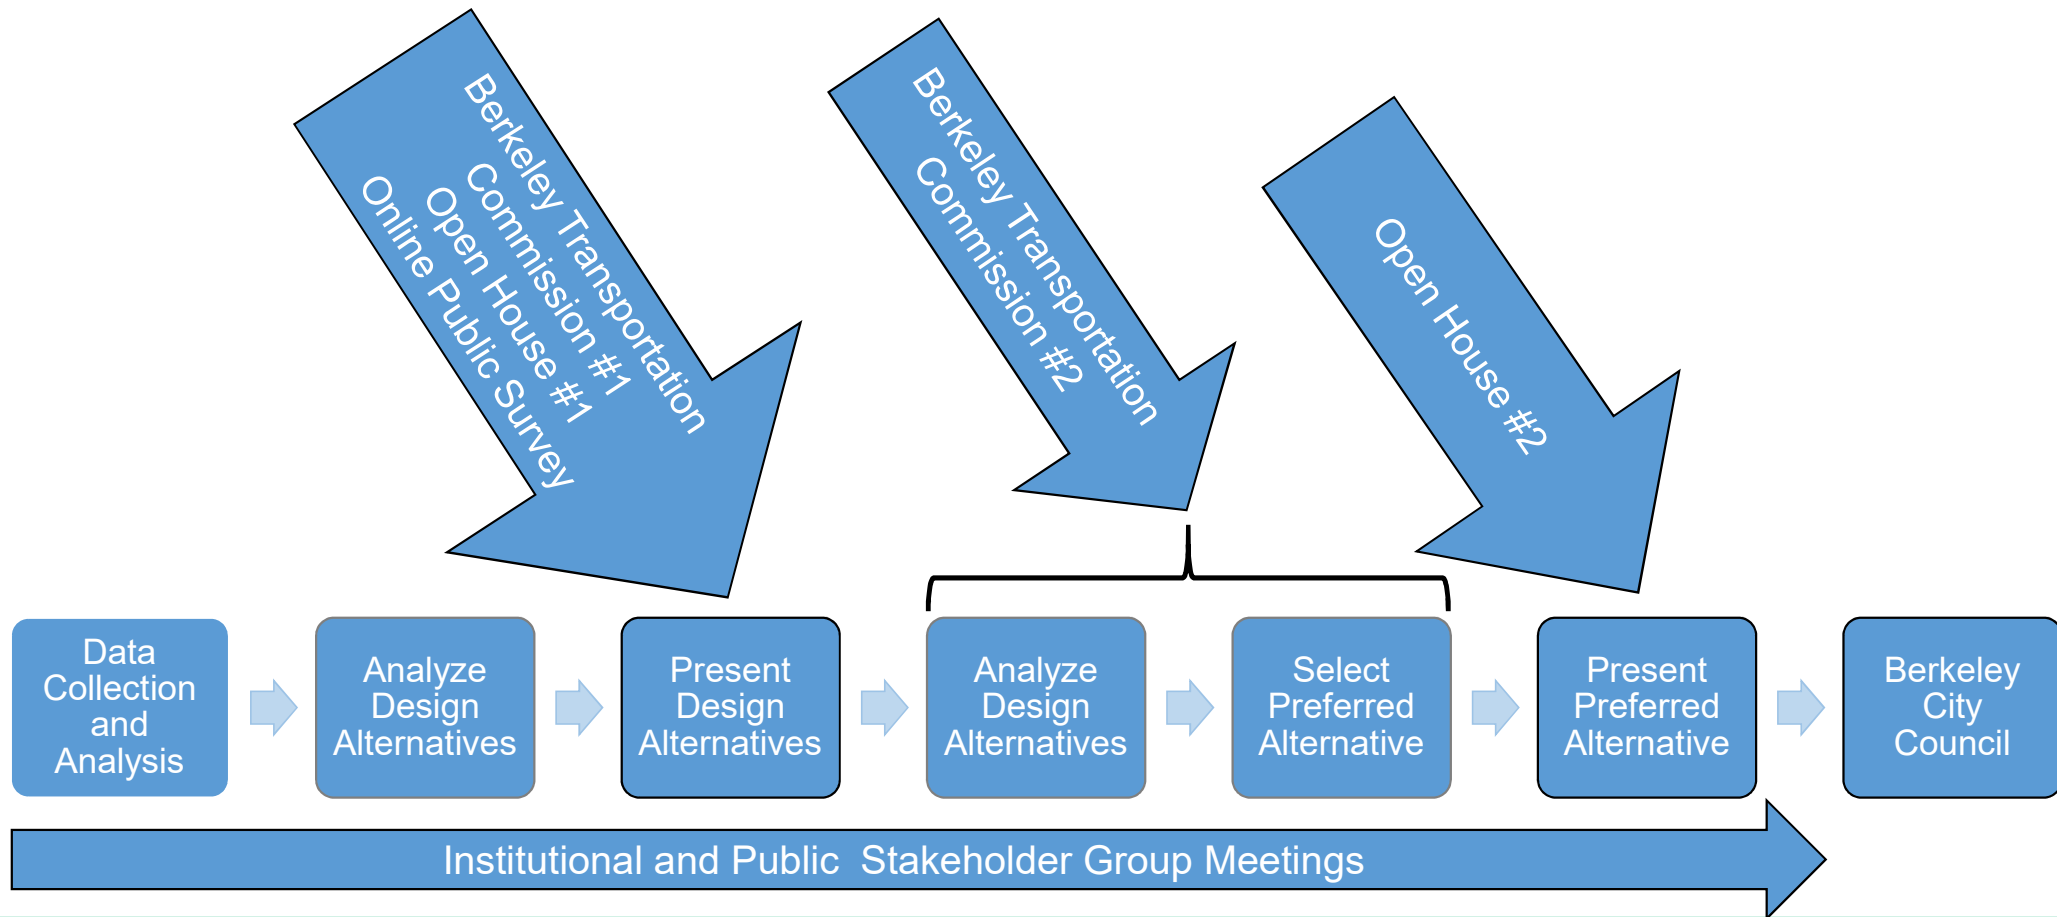 Berkeley Transportation
Commission #1
Open House #1
Online Public Survey
Berkeley Transportation
Commission #2
Open House #2
Data
Collection
and
Analysis
Analyze
Design
Alternatives
Present
Design
Alternatives
Analyze
Design
Alternatives
Select
Preferred
Alternative
Present
Preferred
Alternative
Berkeley
City
Council
Institutional and Public  Stakeholder Group Meetings